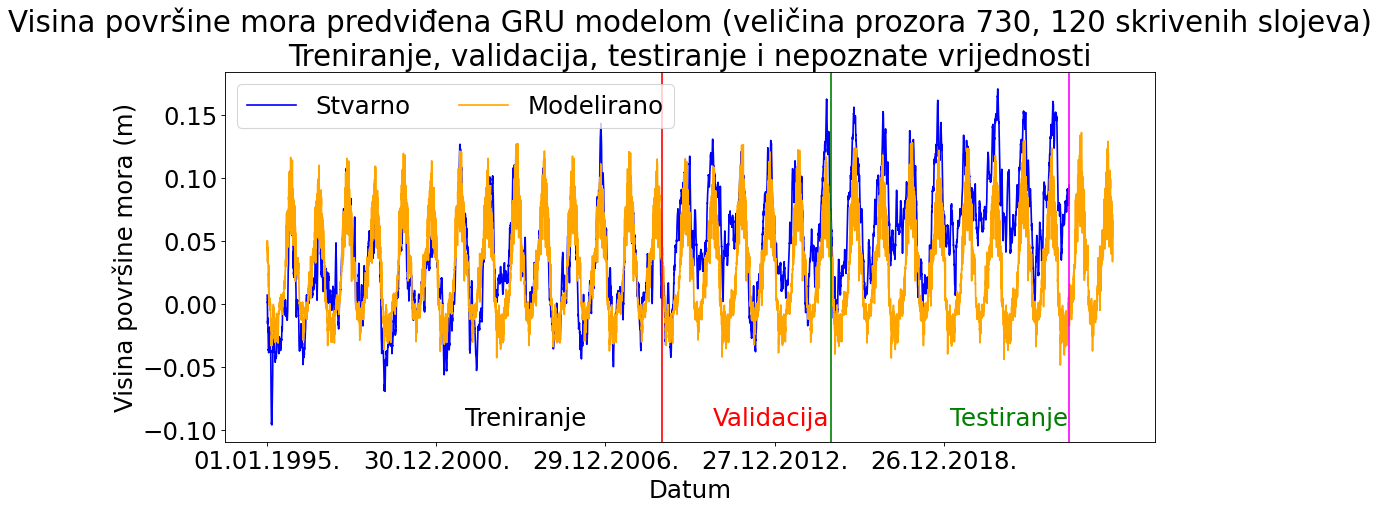 Visina površine mora predviđena GRU modelom (veličina prozora 730, 120 skrivenih slojeva)
Treniranje, validacija, testiranje i nepoznate vrijednosti
Stvarno
Modelirano
Visina površine mora (m)
0.15
0.10
0.05
0.00
−0.05
−0.10
Treniranje
Validacija
Testiranje
01.01.1995.
30.12.2000.
29.12.2006.
27.12.2012.
26.12.2018.
Datum